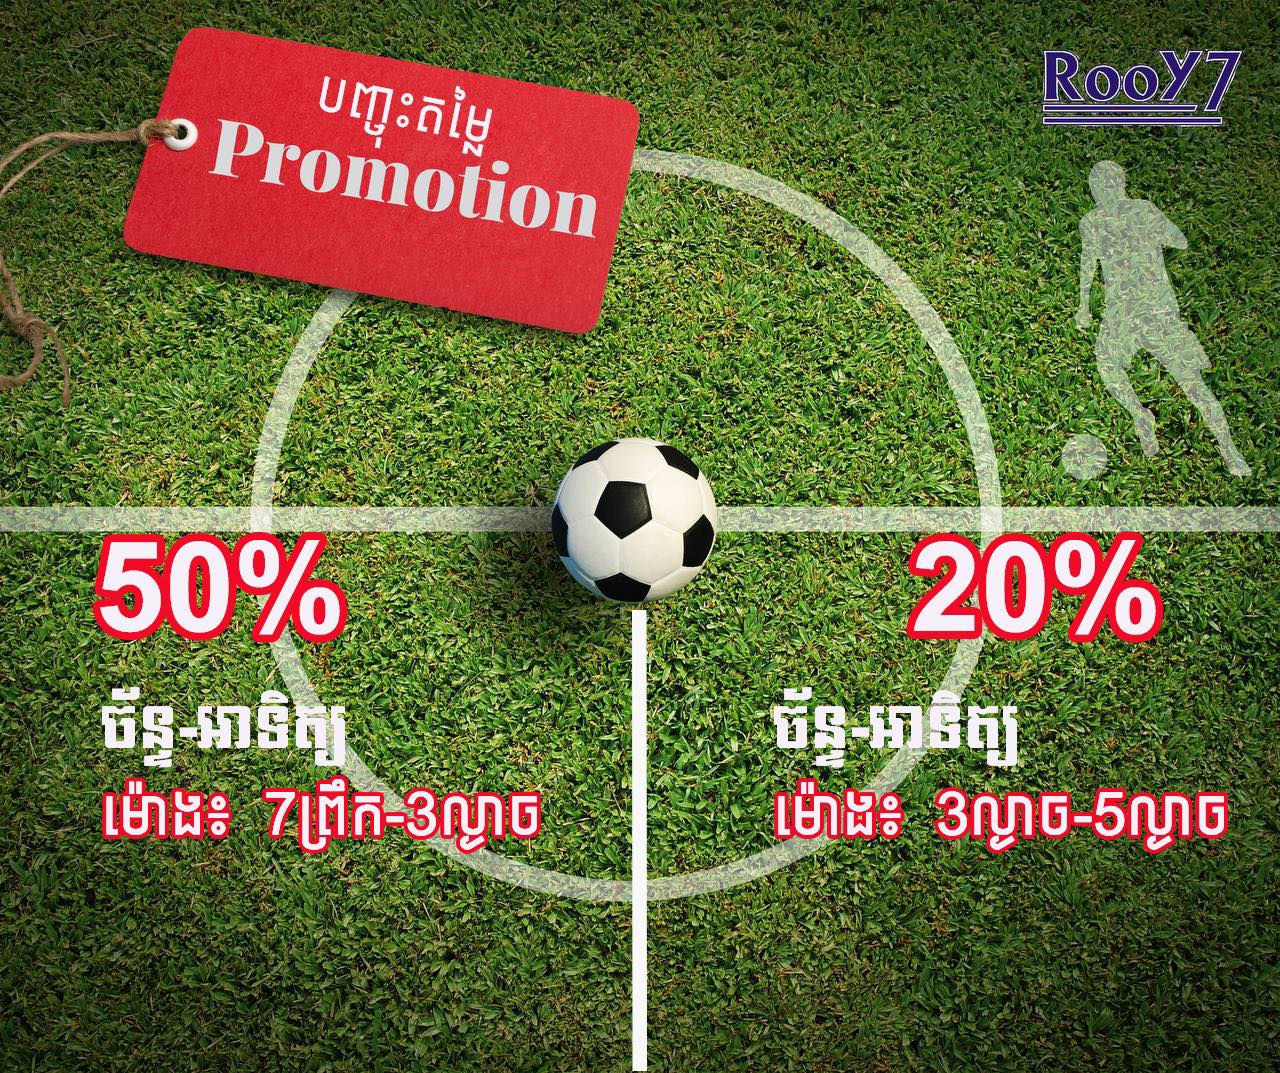 បញ្ចុះតម្លៃ
Promotion
RooY7
50%
ច័ន្ទ-អាទិត្យ
ម៉ោង៖ 7ព្រឹក-3ល្ងាច
20%
ច័ន្ទ-អាទិត្យ
ម៉ោង៖ 3ល្ងាច-5ល្ងាច